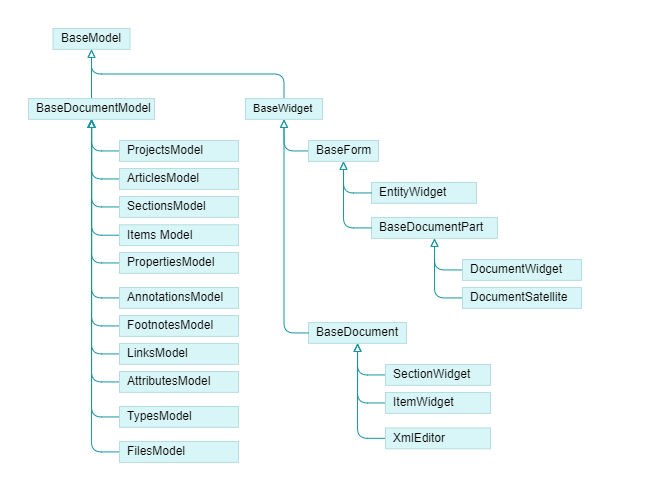 BaseModel
BaseDocumentModel
BaseWidget
ProjectsModel
ArticlesModel
SectionsModel
Items Model
PropertiesModel
AnnotationsModel
FootnotesModel
LinksModel
AttributesModel
TypesModel
FilesModel
BaseForm
EntityWidget
BaseDocumentPart
DocumentWidget
DocumentSatellite
BaseDocument
SectionWidget
ItemWidget
XmlEditor